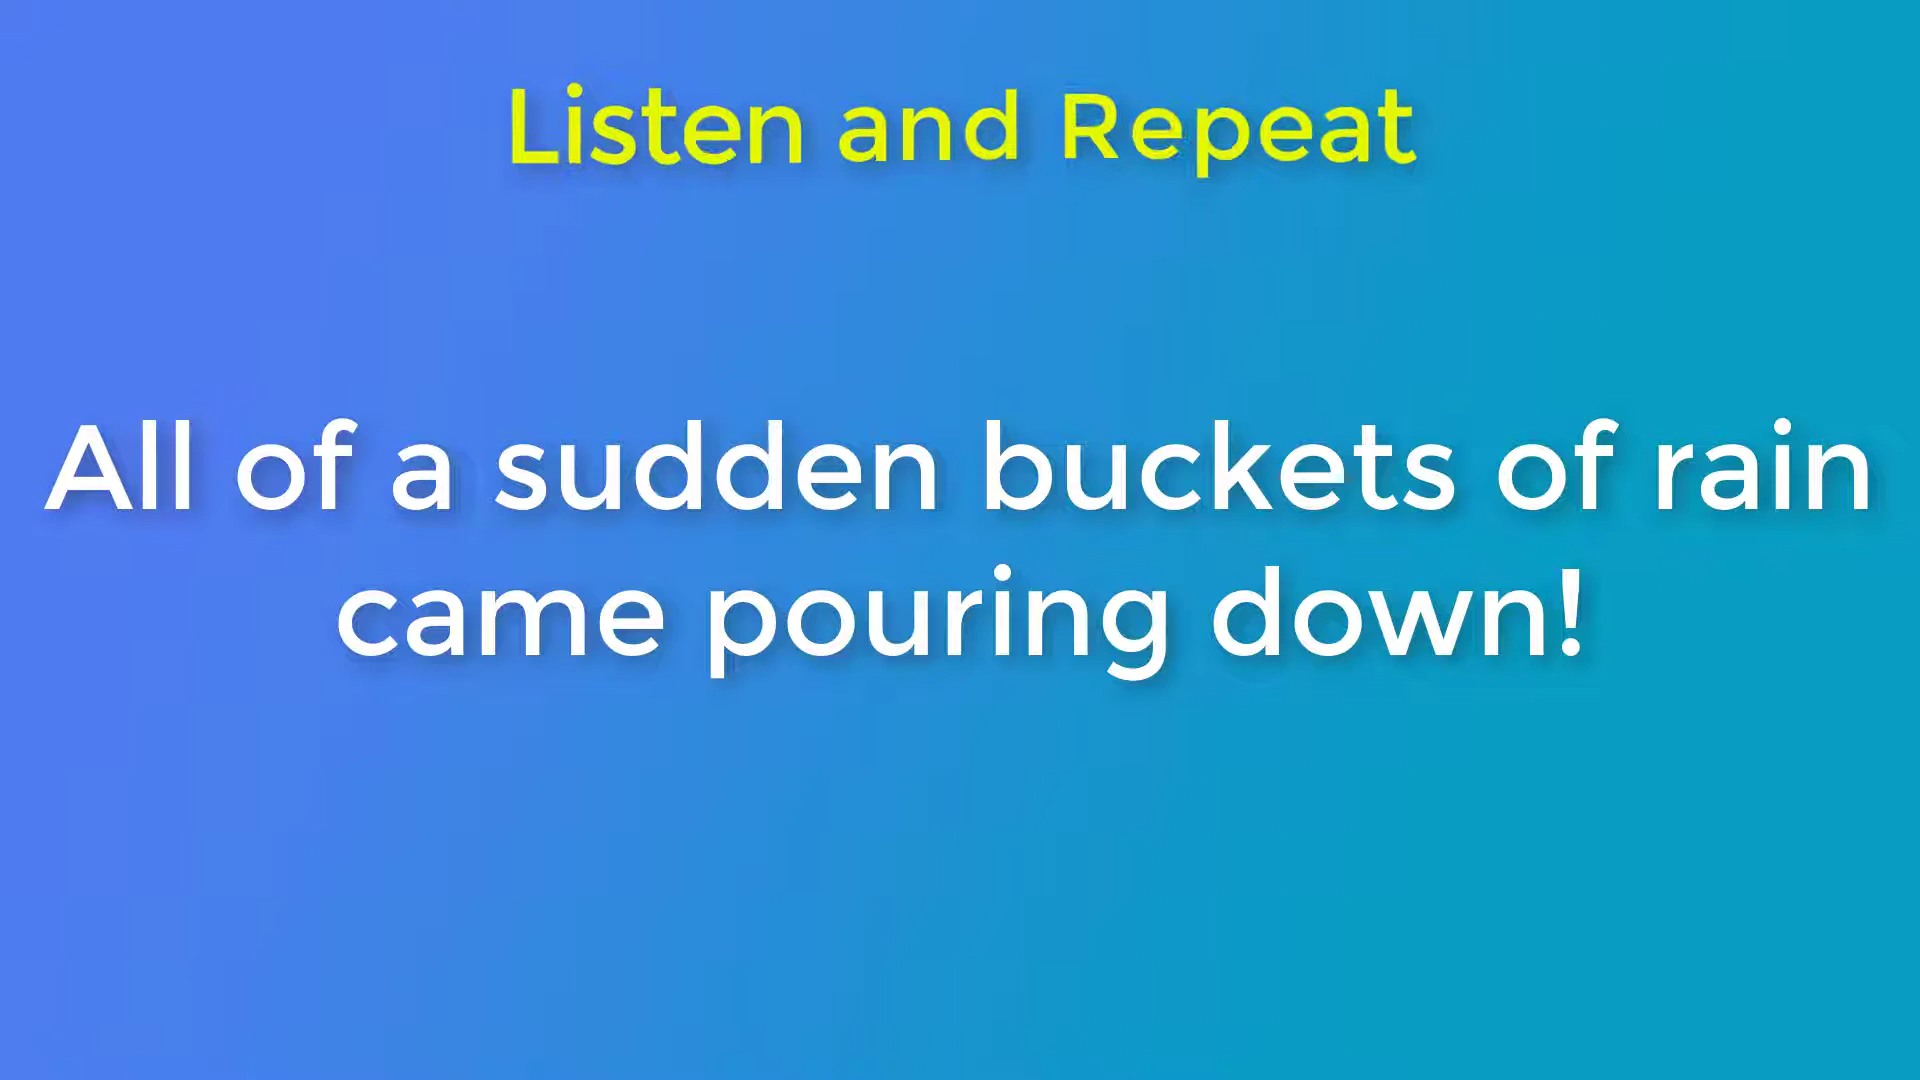 Listen and Repeat
All of a sudden buckets of rain
came pouring down!